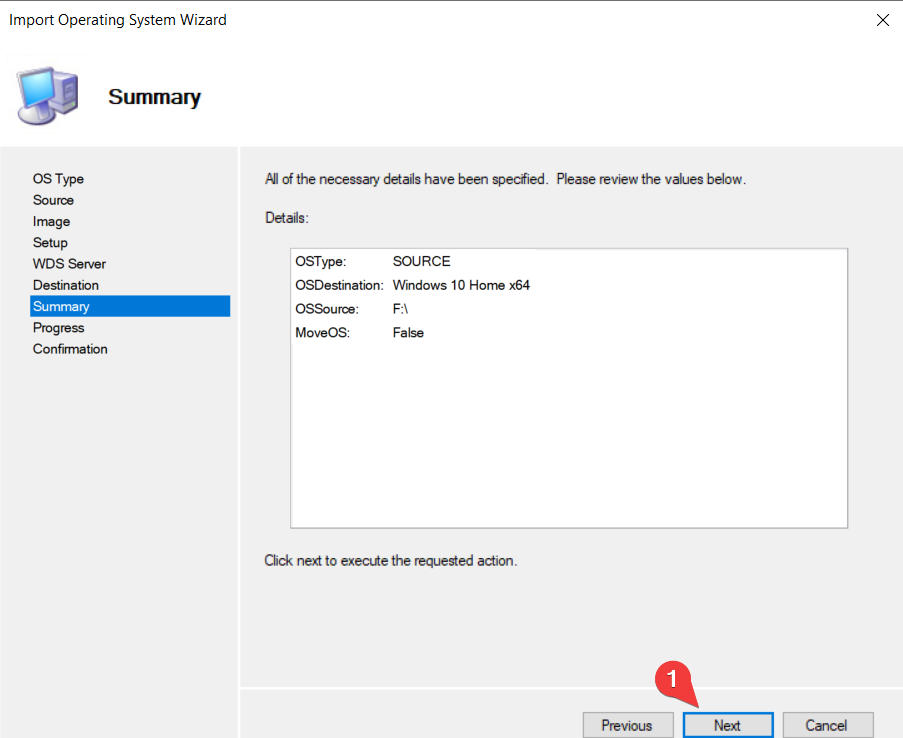 Import Operating System Wizard
Summary
OS Type
Source
Image
Setup
WDS Server
Destination
Summary
Progress
Confirmation
All of the necessary details have been specified.  Please review the values below.
Details:
OSType: SOURCE
OSDestination: Windows 10 Home x64
OSSource: F:\
MoveOS: False
Click next to execute the requested action.
1
Previous Next Cancel